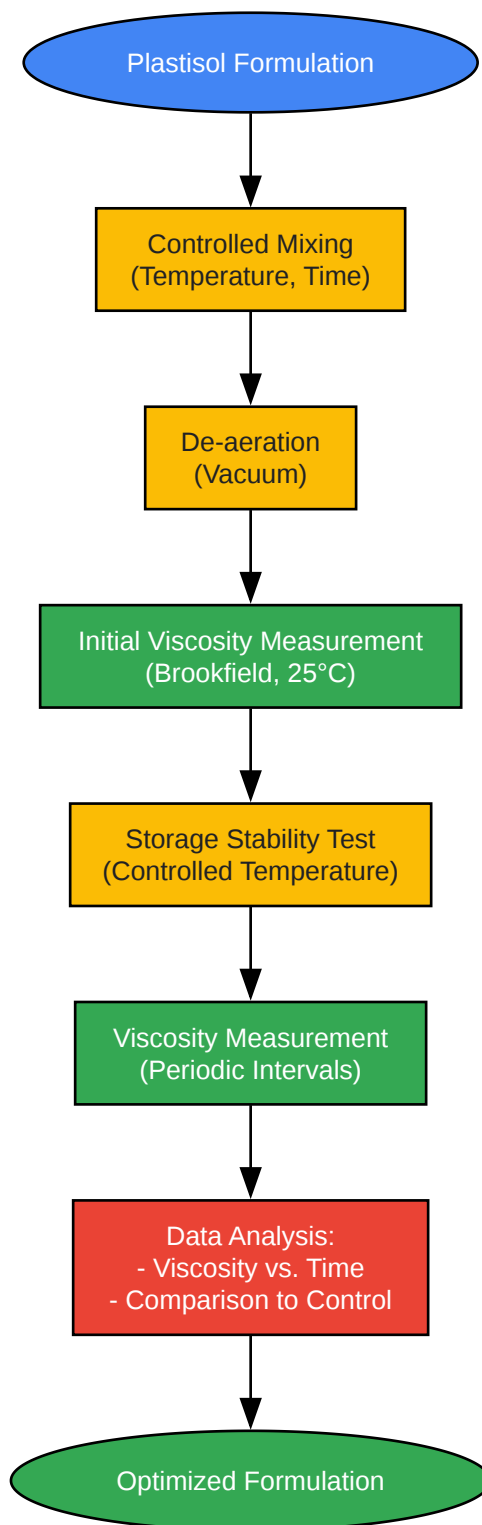 Plastisol Formulation
Controlled Mixing
(Temperature, Time)
De-aeration
(Vacuum)
Initial Viscosity Measurement
(Brookfield, 25°C)
Storage Stability Test
(Controlled Temperature)
Viscosity Measurement
(Periodic Intervals)
Data Analysis:
- Viscosity vs. Time
- Comparison to Control
Optimized Formulation